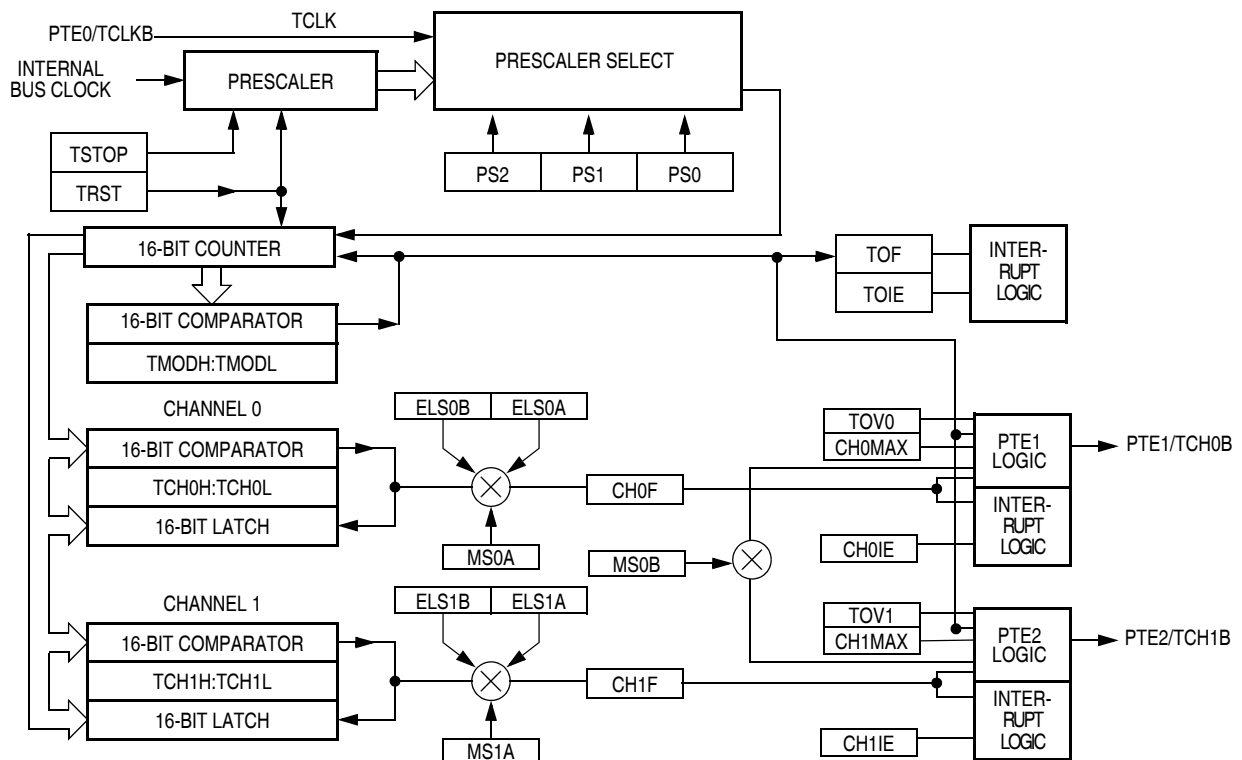 TCLK
PTE0/TCLKB
INTERNAL
BUS CLOCK
PRESCALER
PRESCALER SELECT
TSTOP
TRST
PS2
PS1
PS0
16-BIT COUNTER
TOF
TOIE
INTER-
RUPT
LOGIC
16-BIT COMPARATOR
TMODH:TMODL
CHANNEL 0
ELS0B
ELS0A
TOV0
CH0MAX
PTE1
LOGIC
PTE1/TCH0B
16-BIT COMPARATOR
TCH0H:TCH0L
16-BIT LATCH
CH0F
INTER-
RUPT
LOGIC
MS0A
MS0B
CH0IE
CHANNEL 1
ELS1B
ELS1A
TOV1
CH1MAX
PTE2
LOGIC
PTE2/TCH1B
16-BIT COMPARATOR
TCH1H:TCH1L
16-BIT LATCH
CH1F
INTER-
RUPT
LOGIC
MS1A
CH1IE